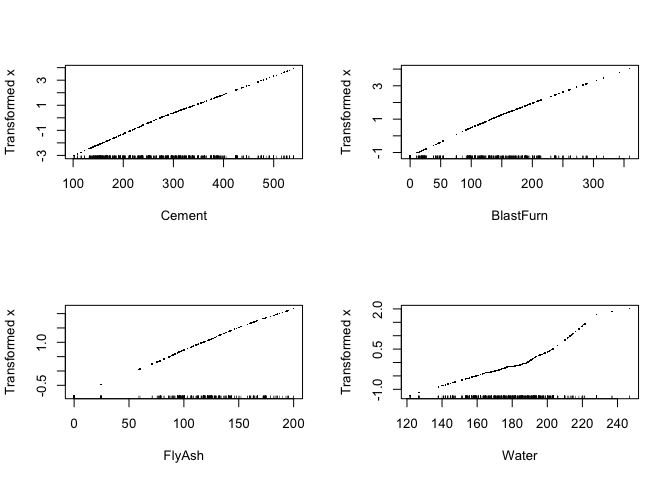 Transformed x
3
1
-1
-3
100 200 300 400 500
Cement
Transformed x
3
1
-1
0 50 100 150 200 300
BlastFurn
Transformed x
1.0
-0.5
0 50 100 150 200
FlyAsh
Transformed x
2.0
0.5
-1.0
120 140 160 180 200 220 240
Water